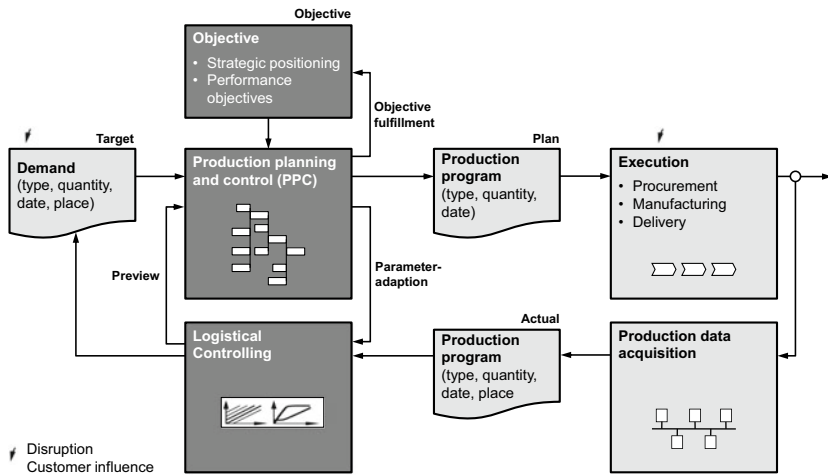 Objective
Objective
• Strategic positioning
• Performance
objectives
Objective
fulfillment
Target
Demand
(type, quantity,
date, place)
Production planning
and control (PPC)
Plan
Production
program
(type, quantity,
date)
Execution
• Procurement
• Manufacturing
• Delivery
Preview
Parameter-
adaption
Logistical
Controlling
Actual
Production
program
(type, quantity,
date, place
Production data
acquisition
Disruption
Customer influence